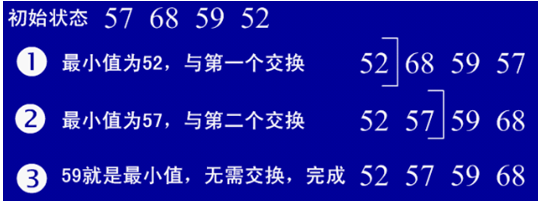 初始状态 57 68 59 52
1 最小值为52，与第一个交换 52 68 59 57
2 最小值为57，与第二个交换 52 57 59 68
3 59就是最小值，无需交换，完成 52 57 59 68